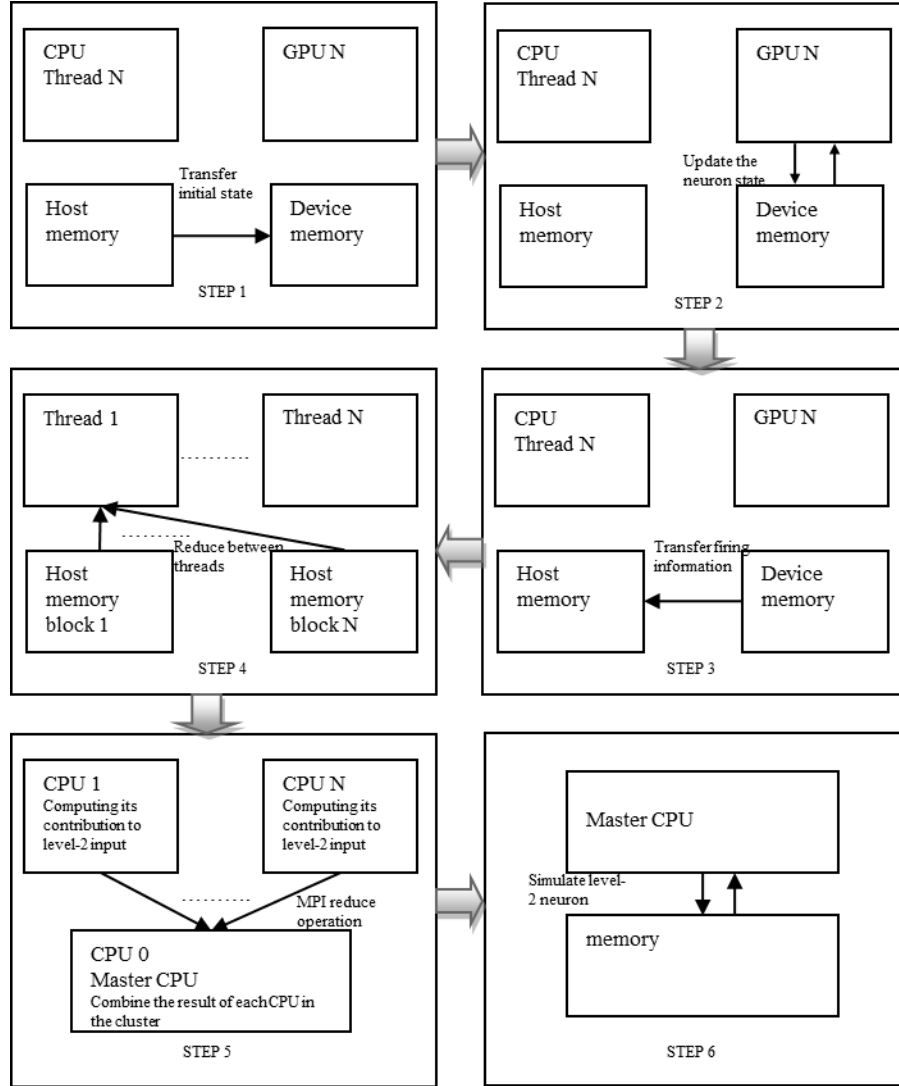 CPU
Thread N
GPU N
Transfer
initial state
Host
memory
Device
memory
STEP 1
CPU
Thread N
GPU N
Update the
neuron state
Host
memory
Device
memory
STEP 2
CPU
Thread N
GPU N
Transfer firing
information
Host
memory
Device
memory
STEP 3
Thread 1
Thread N
Reduce between
threads
Host
memory
block 1
Host
memory
block N
STEP 4
CPU 1
Computing its
contribution to
level-2 input
CPU N
Computing its
contribution to
level-2 input
MPI reduce
operation
CPU 0
Master CPU
Combine the result of each CPU in
the cluster
STEP 5
Master CPU
Simulate level-
2 neuron
memory
STEP 6